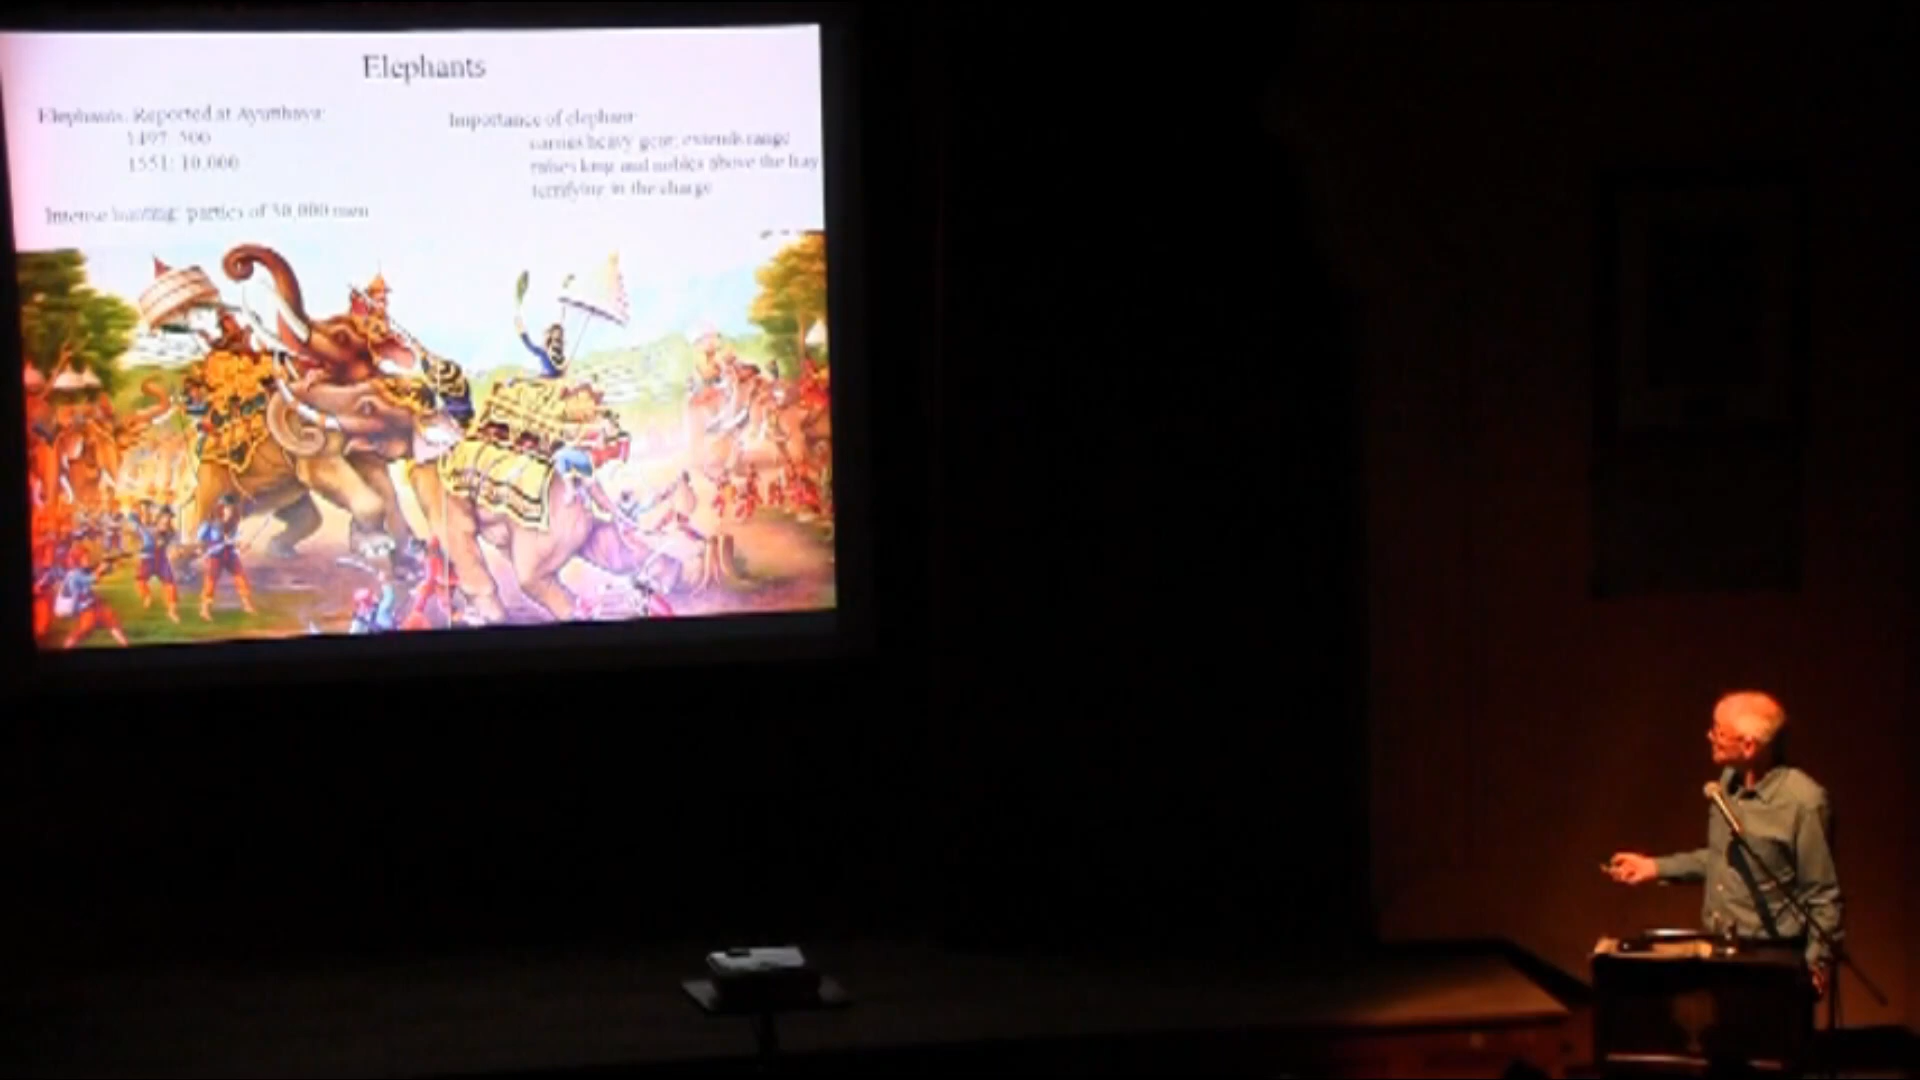 Elephants
Elephants. Reported at Ayutthaya:
1497: 500
1551: 10,000
Intense hunting: parties of 30,000 men
Importance of elephant:
carries heavy gear; extends range
raises king and nobles above the fray
terrifying in the charge